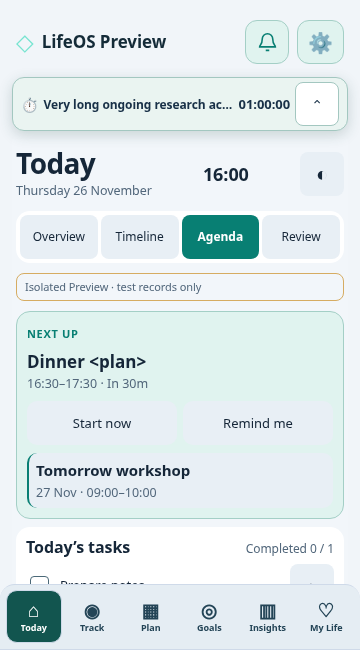 LifeOS Preview
Very long ongoing research ac... 01:00:00
Today
Thursday 26 November
16:00
Overview Timeline Agenda Review
Isolated Preview · test records only
NEXT UP
Dinner <plan>
16:30–17:30 · In 30m
Start now Remind me
Tomorrow workshop
27 Nov · 09:00–10:00
Today’s tasks Completed 0 / 1
Prepare notes
Today Track Plan Goals Insights My Life